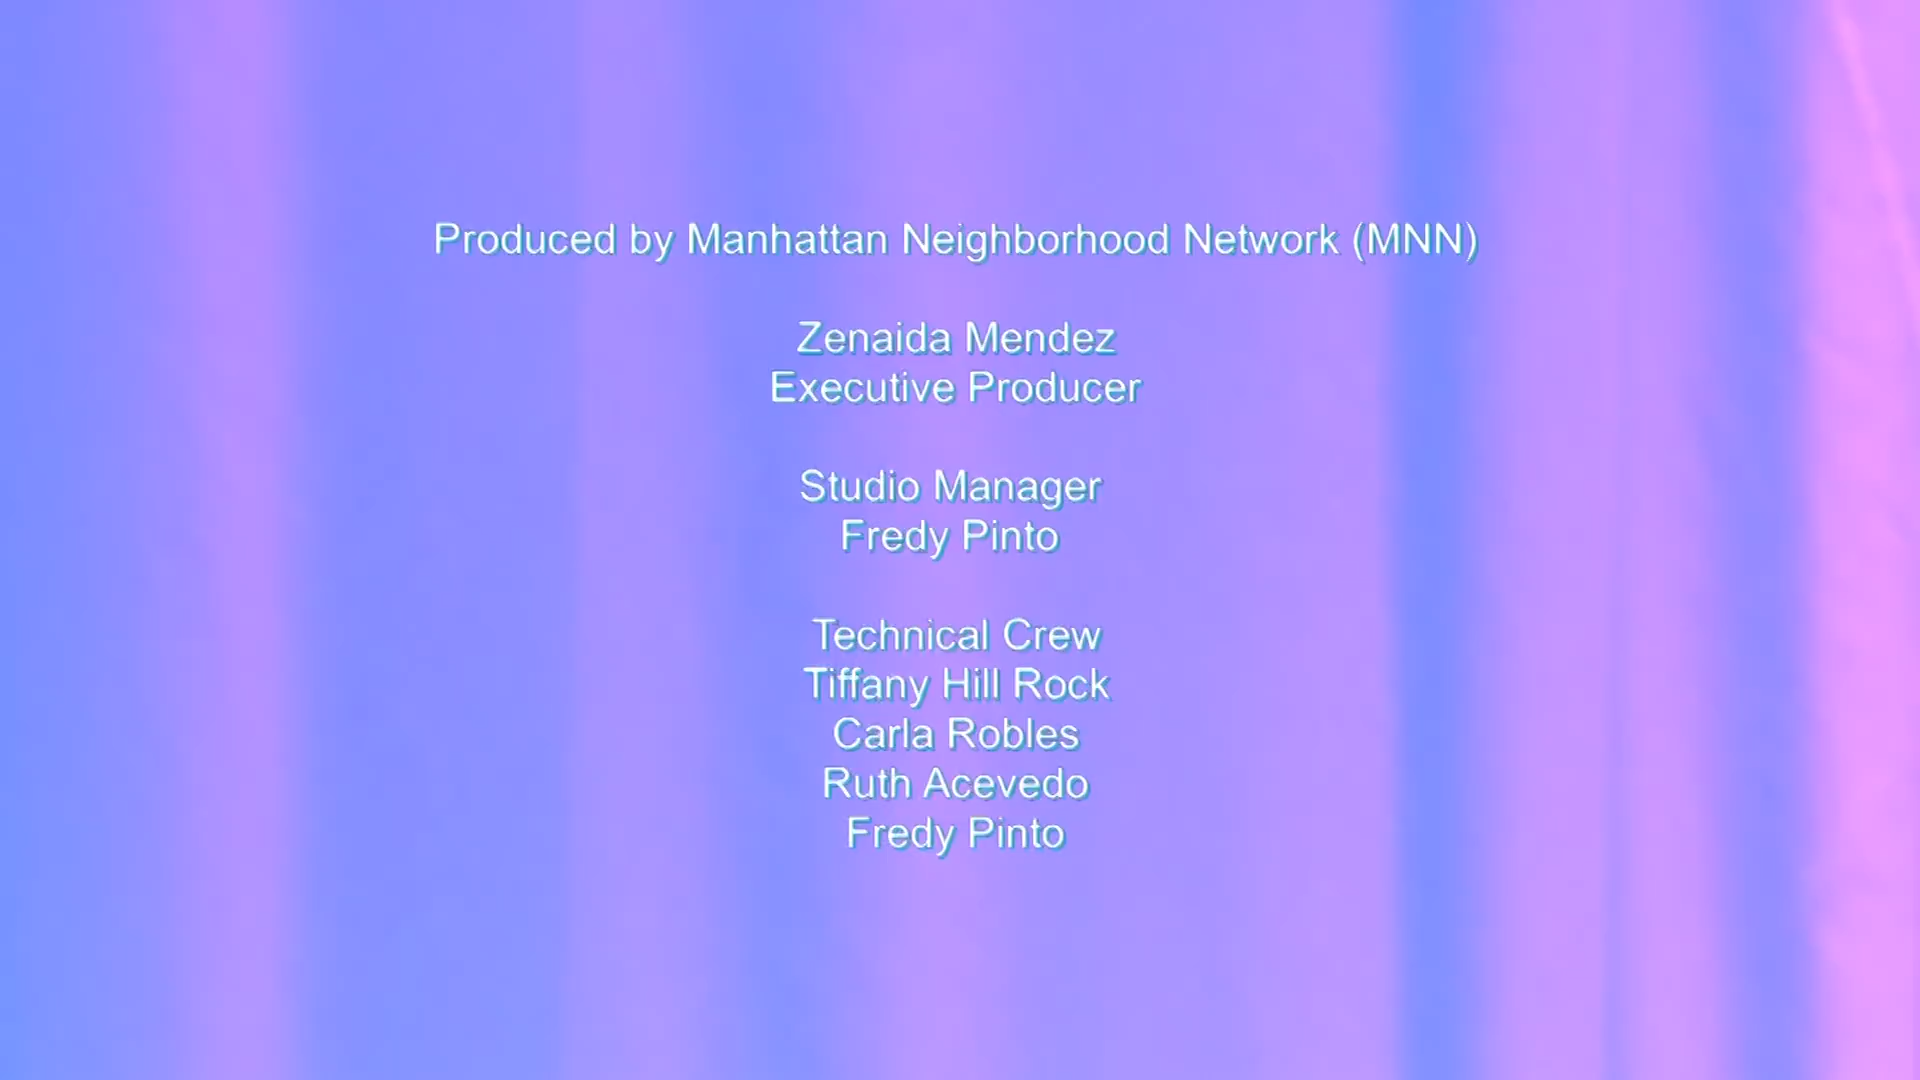 Produced by Manhattan Neighborhood Network (MNN)
Zenaida Mendez
Executive Producer
Studio Manager
Fredy Pinto
Technical Crew
Tiffany Hill Rock
Carla Robles
Ruth Acevedo
Fredy Pinto